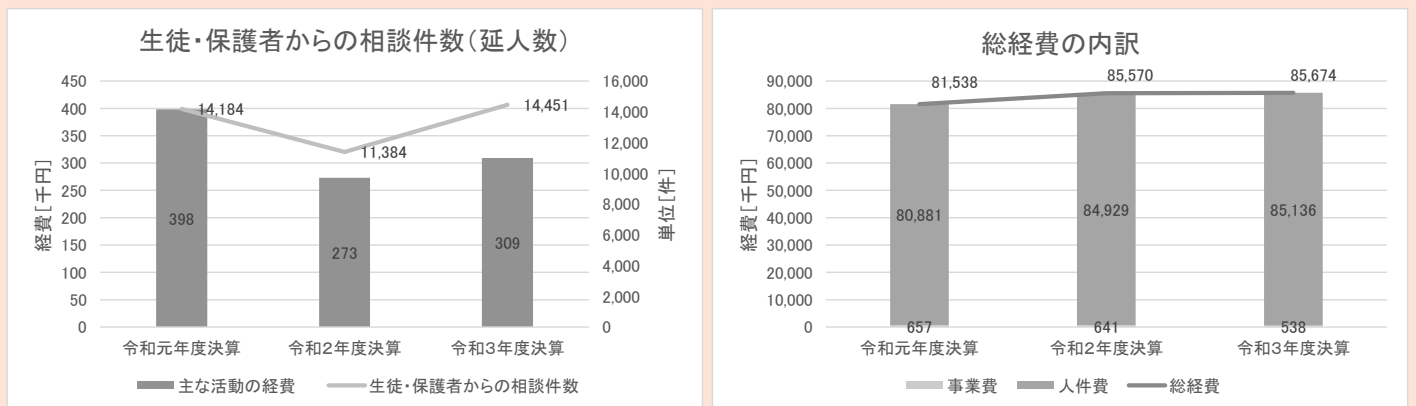 生徒・保護者からの相談件数(延人数)
450
400
350
300
250
200
150
100
50
0
経費[千円]
16,000
14,000
12,000
10,000
8,000
6,000
4,000
2,000
0
単位[件]
14,184
11,384
14,451
398
273
309
令和元年度決算 令和2年度決算 令和3年度決算
主な活動の経費 生徒・保護者からの相談件数
総経費の内訳
90,000
80,000
70,000
60,000
50,000
40,000
30,000
20,000
10,000
0
経費[千円]
81,538 85,570 85,674
80,881 84,929 85,136
657 641 538
令和元年度決算 令和2年度決算 令和3年度決算
事業費 人件費 総経費